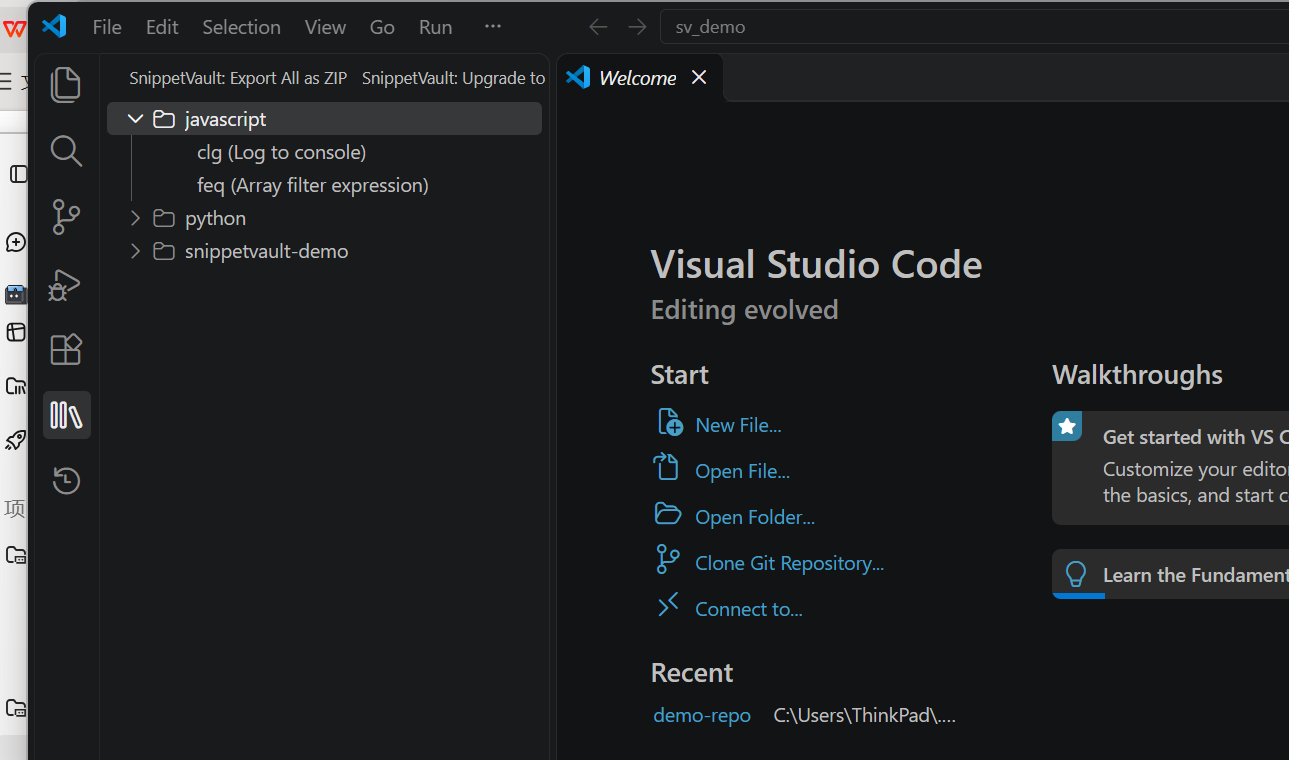 File Edit Selection View Go Run ··· sv_demo
SnippetVault: Export All as ZIP SnippetVault: Upgrade to
Welcome
javascript
clg (Log to console)
feq (Array filter expression)
python
snippetvault-demo
Visual Studio Code
Editing evolved
Start
New File...
Open File...
Open Folder...
Clone Git Repository...
Connect to...
Recent
demo-repo C:\Users\ThinkPad\....
Walkthroughs
Get started with VS C
Customize your editor
the basics, and start c
Learn the Fundament
项